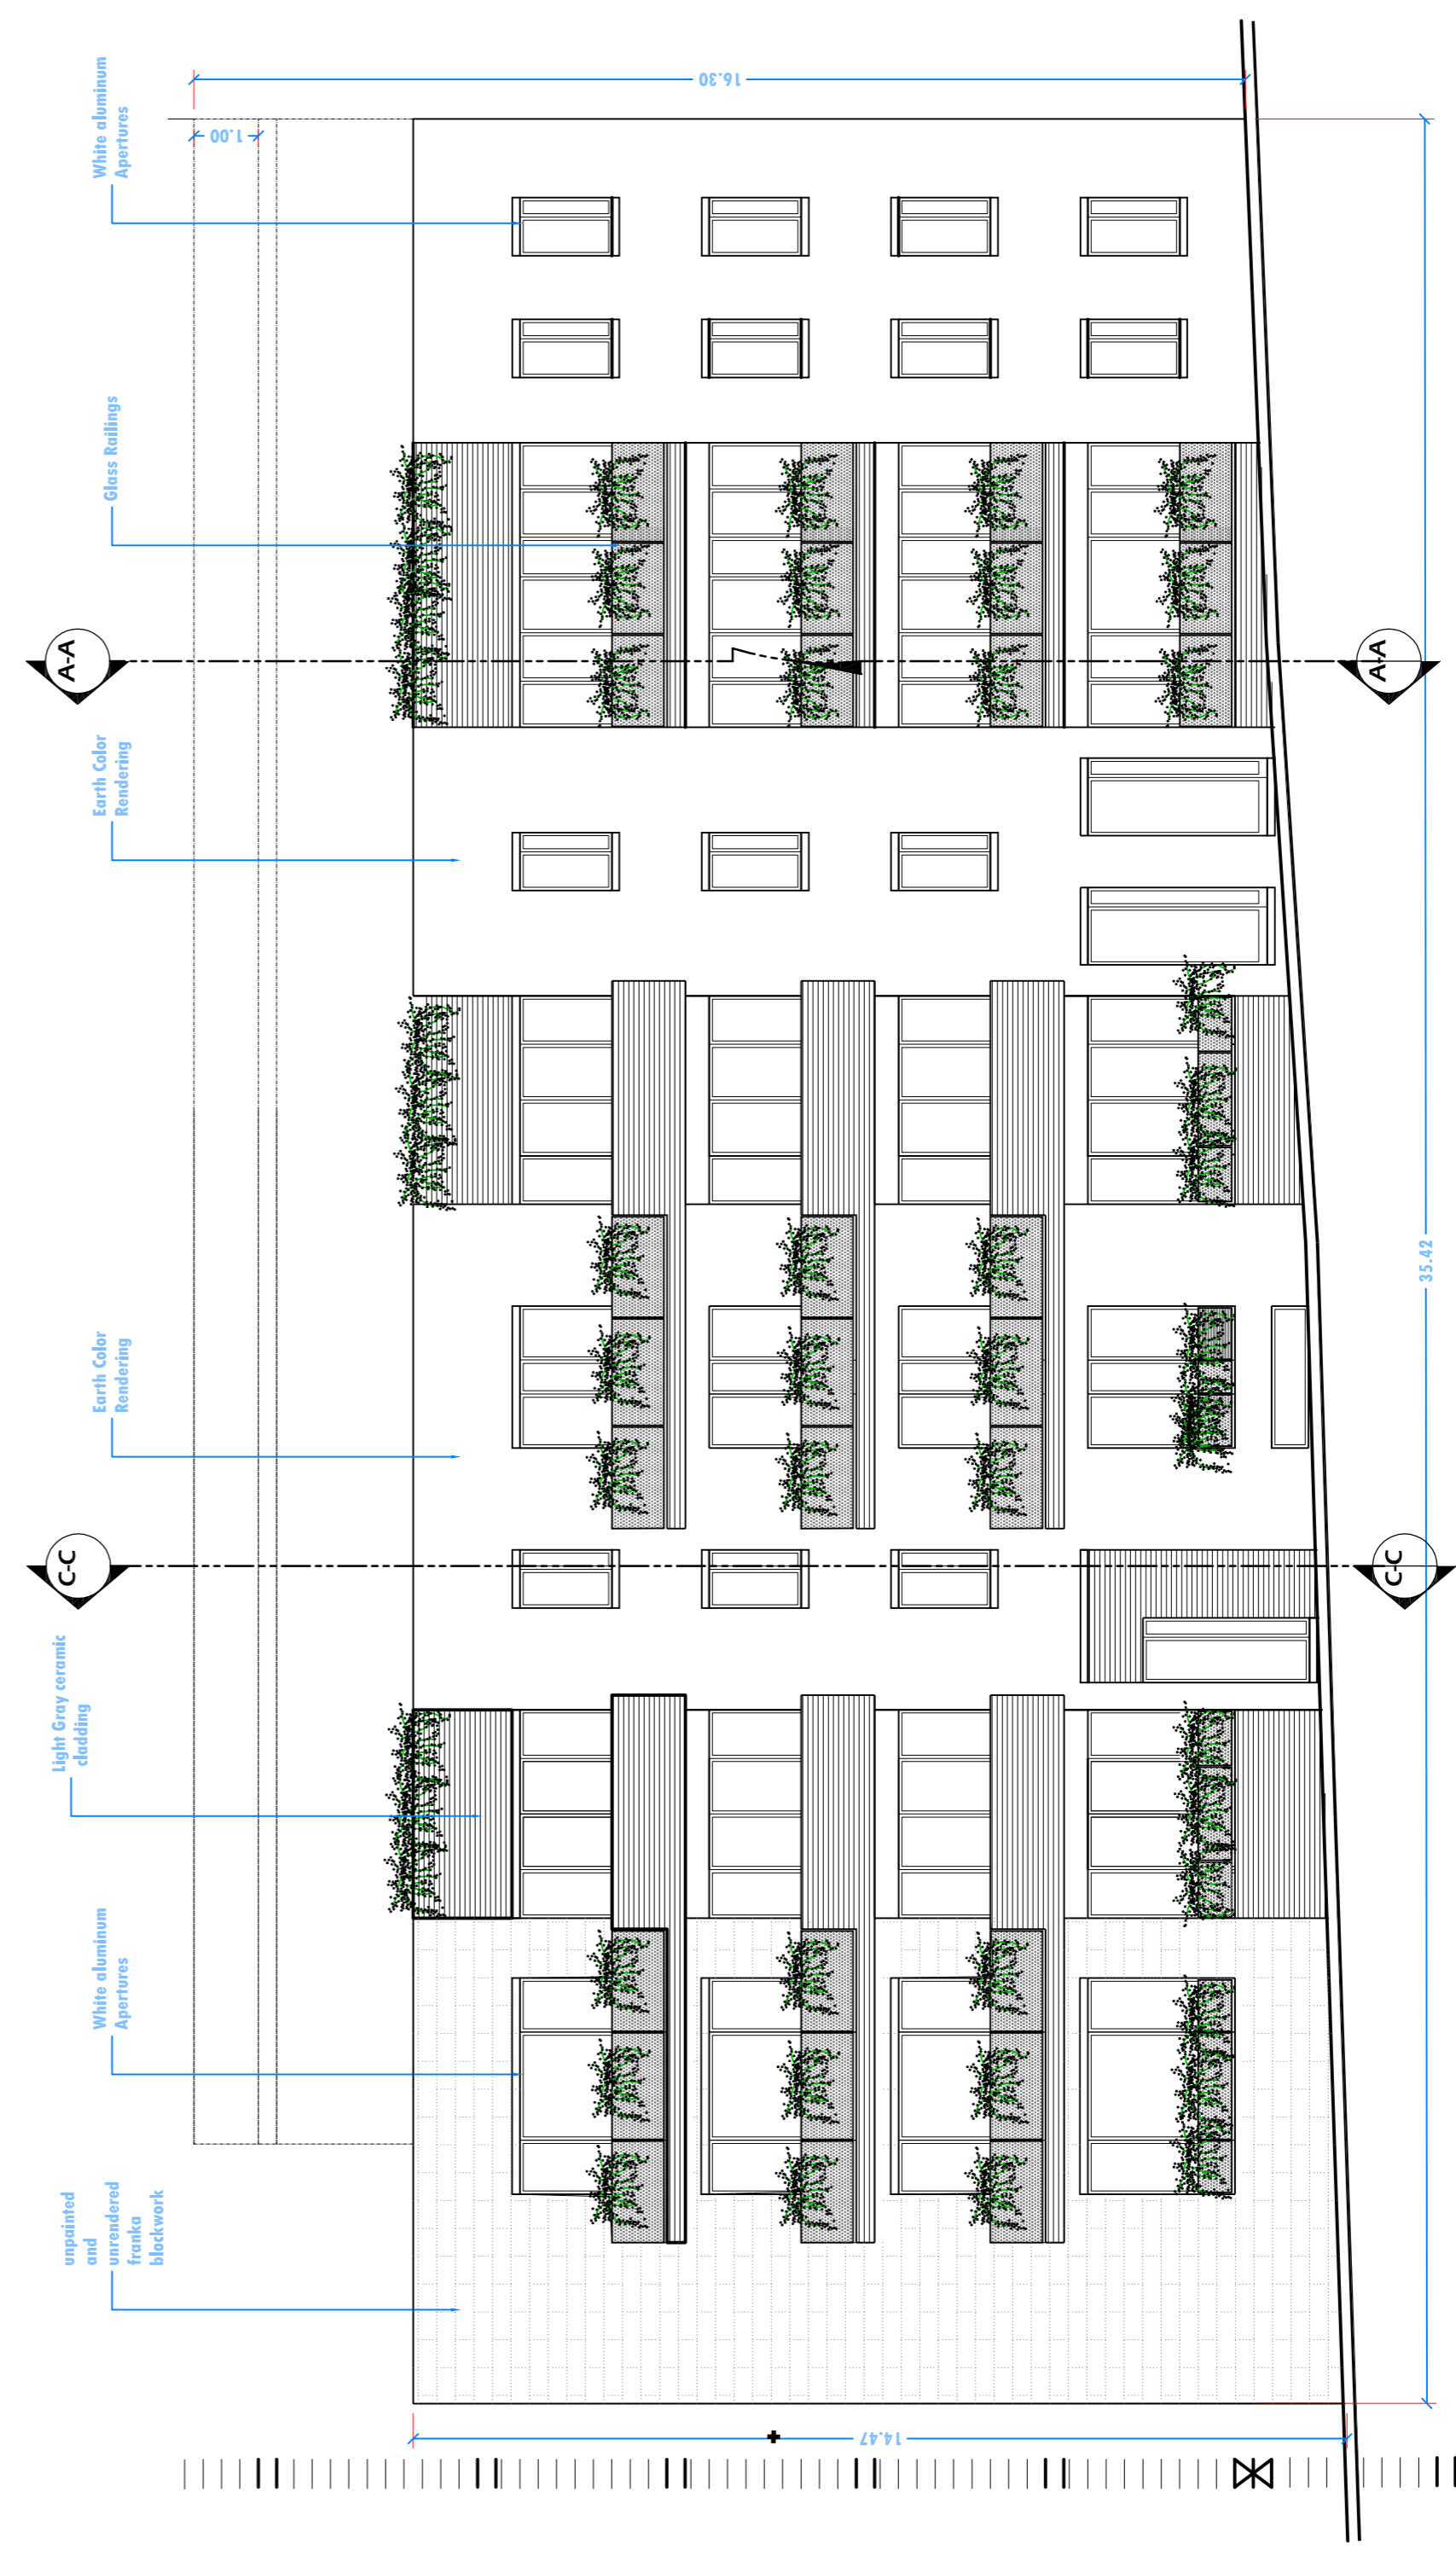 White aluminum
Apertures
16.30
1.00
Glass Railings
A-A
A-A
Earth Color
Rendering
35.42
Earth Color
Rendering
C-C
C-C
Light Gray ceramic
cladding
White aluminum
Apertures
unpainted
and
unrendered
franka
blockwork
14.47